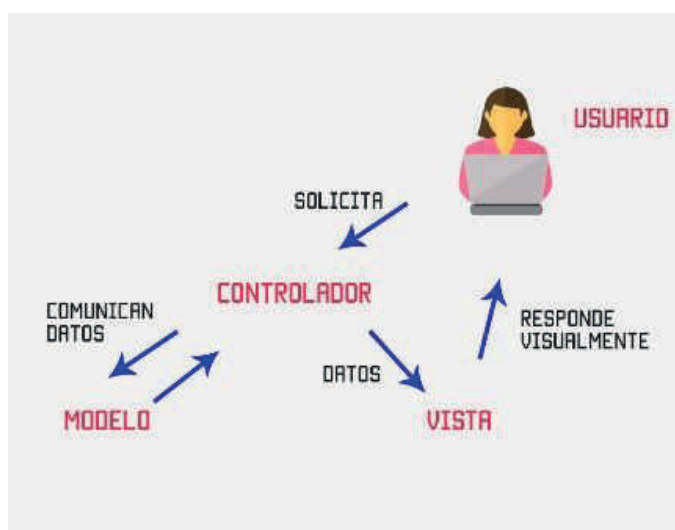 USUARIO
SOLICITA
CONTROLADOR
COMUNICAN
DATOS
RESPONDE
VISUALMENTE
DATOS
MODELO
VISTA